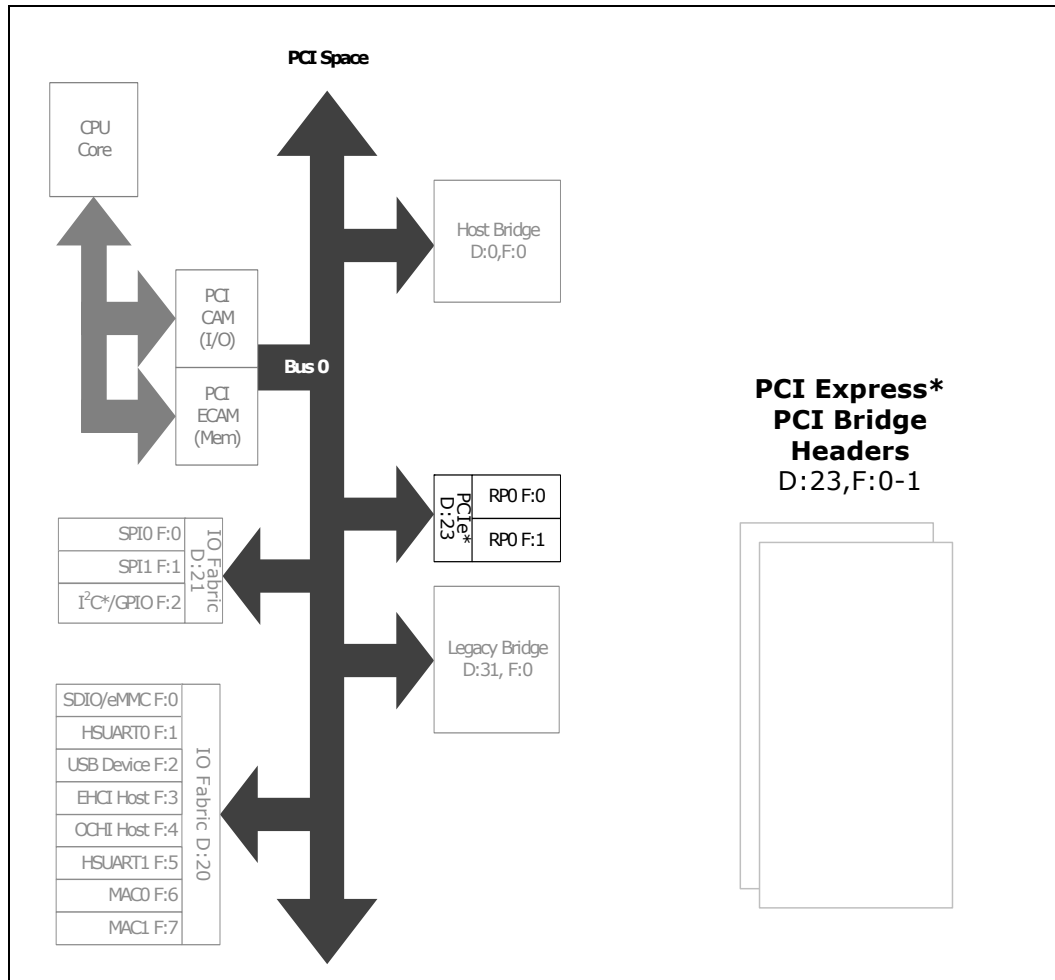 PCI Space
CPU
Core
Host Bridge
D:0,F:0
PCI
CAM
(I/O)
Bus 0
PCI
ECAM
(Mem)
PCI Express*
PCI Bridge
Headers
D:23,F:0-1
PCIe*
D:23
RP0 F:0
RP0 F:1
SPI0 F:0
SPI1 F:1
I²C*/GPIO F:2
IO Fabric
D:21
Legacy Bridge
D:31, F:0
SDIO/eMMC F:0
HSUART0 F:1
USB Device F:2
EHCI Host F:3
OCHI Host F:4
HSUART1 F:5
MAC0 F:6
MAC1 F:7
IO Fabric D:20